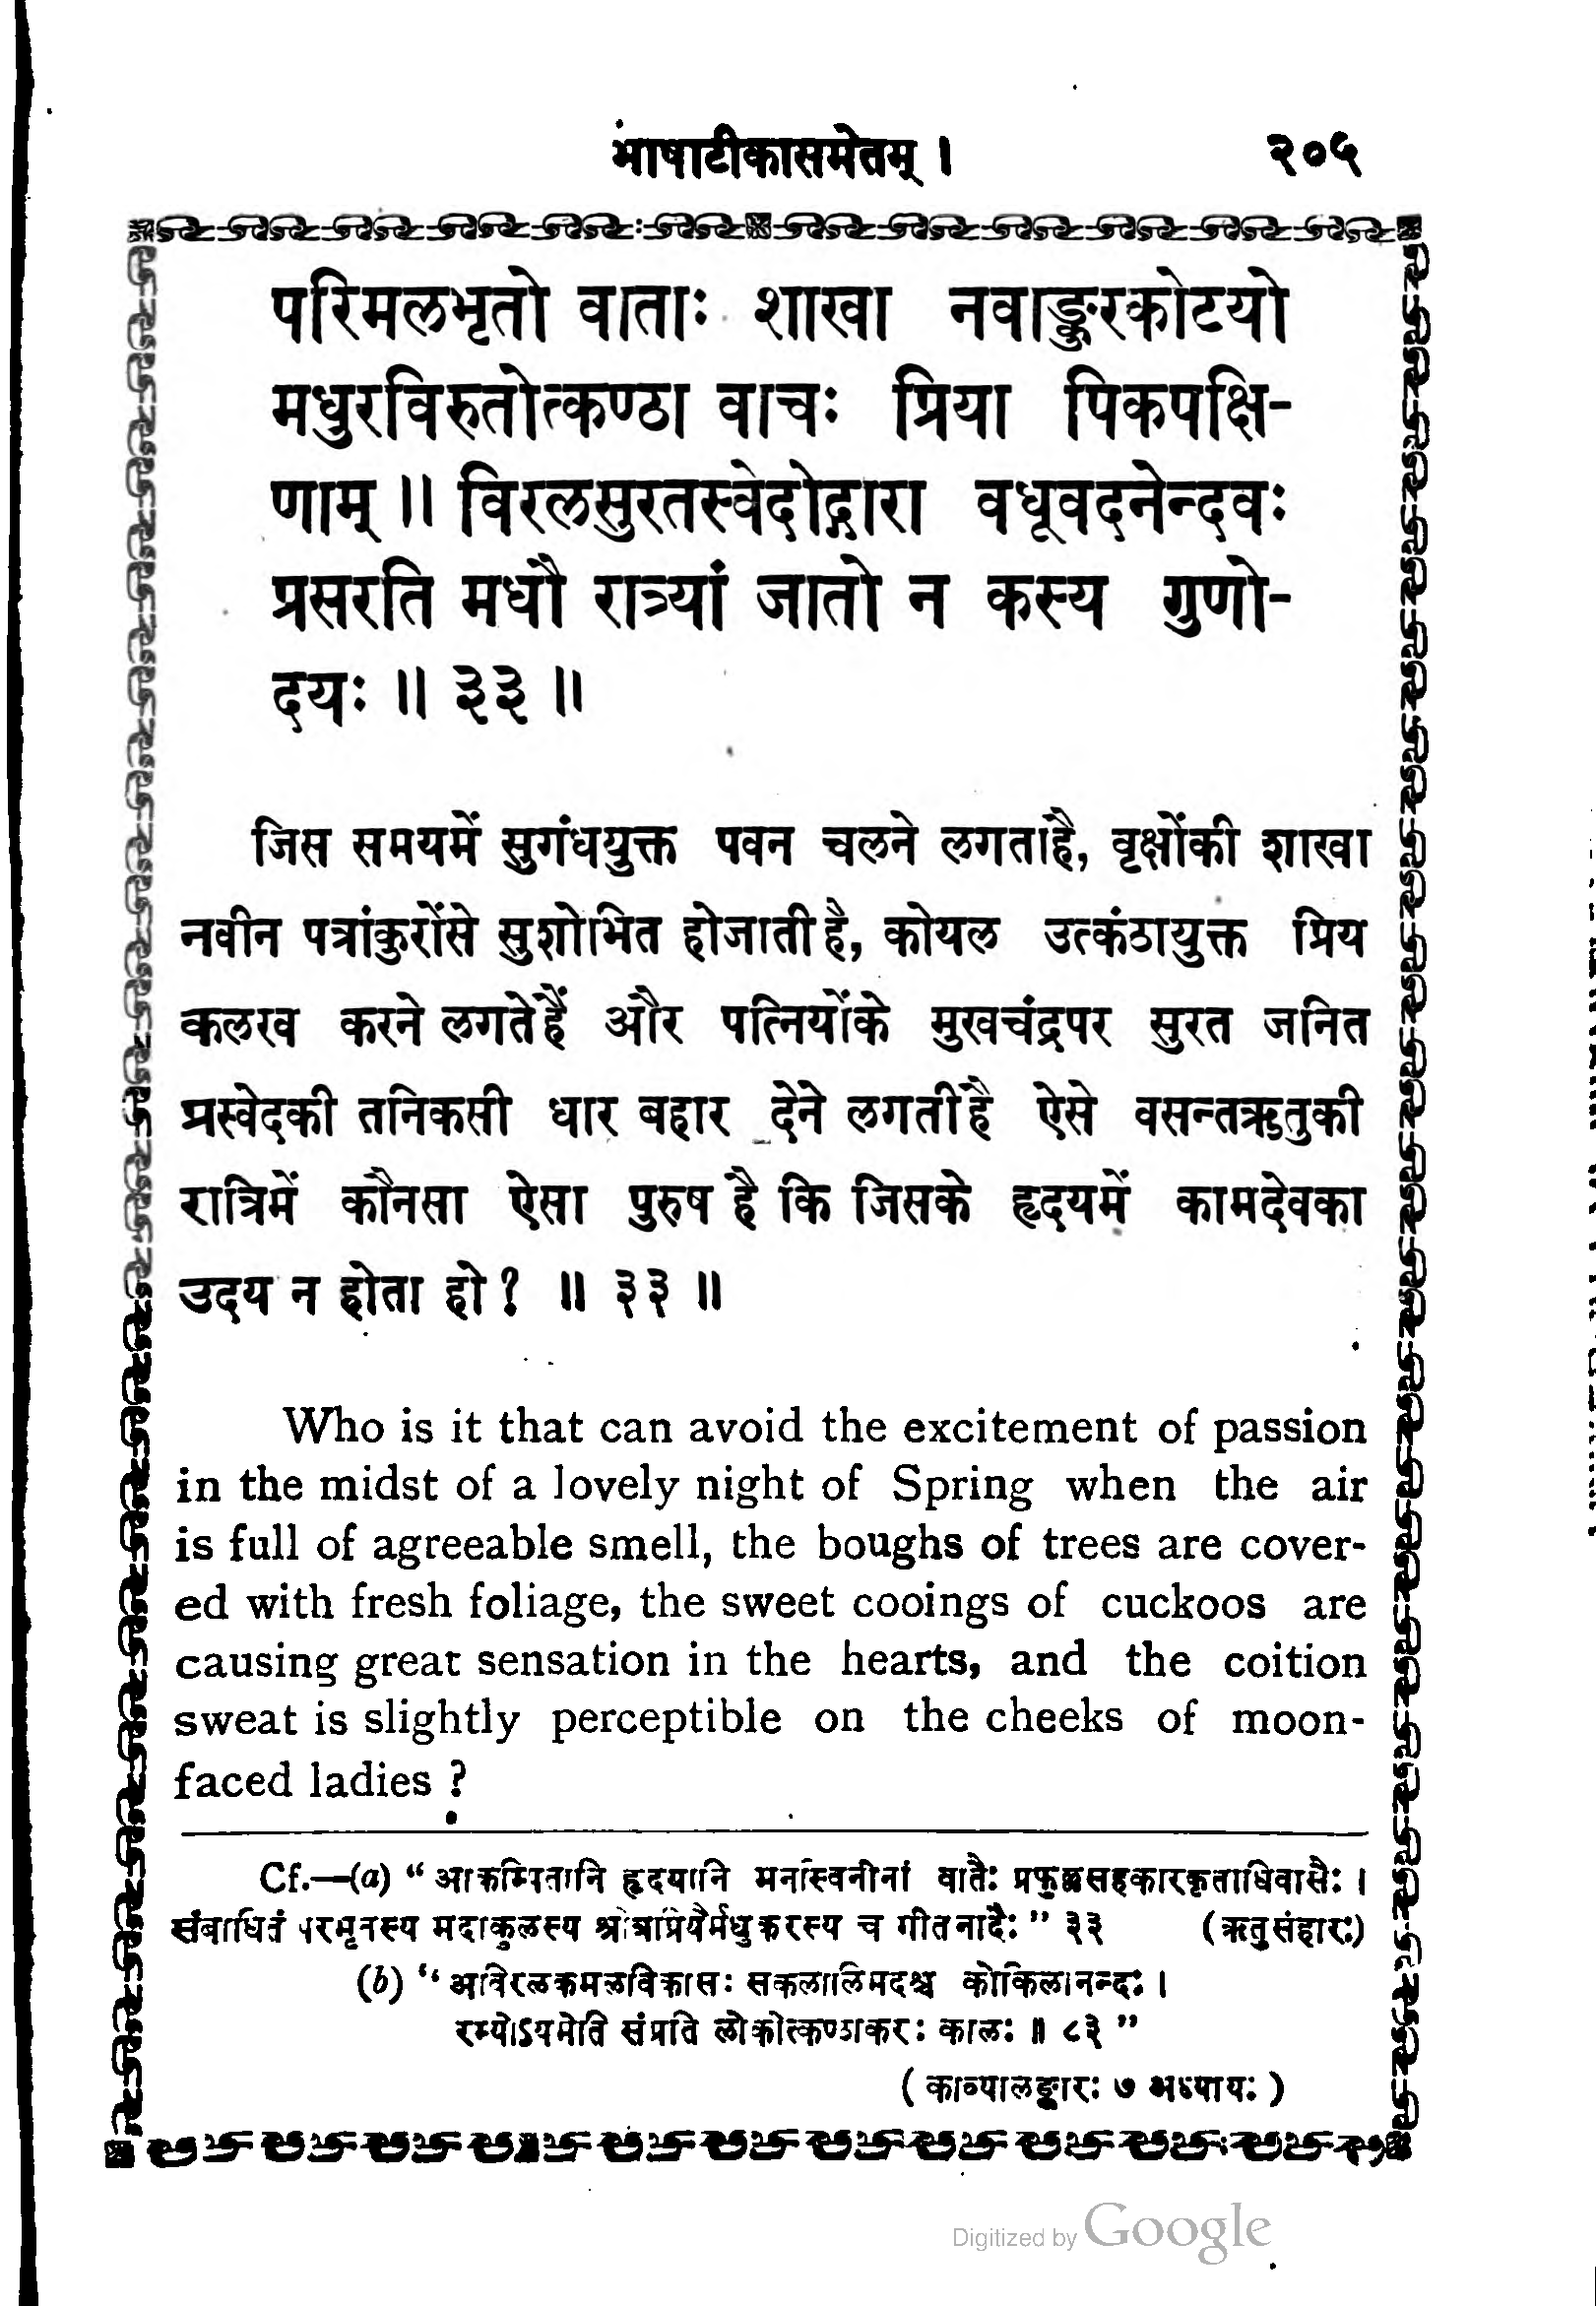 भाषाटीकासमेतम् । २०५
परिमलभृतो वाताः शाखा नवाङ्कुरकोटयो
मधुरविरुतोत्कण्ठा वाचः प्रिया पिकपक्षि-
णाम् ॥ विरलसुरतस्वेदोद्गारा वधूवदनेन्दवः
प्रसरति मधौ रात्र्यां जातो न कस्य गुणो-
दयः ॥ ३३ ॥
जिस समयमें सुगंधयुक्त पवन चलने लगताहै, वृक्षोंकी शाखा
नवीन पत्रांकुरोंसे सुशोभित होजाती है, कोयल उत्कंठायुक्त प्रिय
कलरव करने लगतेहैं और पत्नियोंके मुखचंद्रपर सुरत जनित
प्रस्वेदकी तनिकसी धार बहार देने लगतीहै ऐसे वसन्तऋतुकी
रात्रिमें कौनसा ऐसा पुरुष है कि जिसके हृदयमें कामदेवका
उदय न होता हो ? ॥ ३३ ॥
Who is it that can avoid the excitement of passion
in the midst of a lovely night of Spring when the air
is full of agreeable smell, the boughs of trees are cover-
ed with fresh foliage, the sweet cooings of cuckoos are
causing great sensation in the hearts, and the coition
sweat is slightly perceptible on the cheeks of moon-
faced ladies ?
Cf.—(a) “ आकम्पितानि हृदयानि मनस्विनीनां वातैः प्रफुल्लसहकारकृताधिवासैः ।
संबाधितं परभृतस्य मदाकुलस्य श्रोत्रप्रियैर्मधुकरस्य च गीतनादैः ” ३३ (ऋतुसंहारः)
(b) “ अविरलकमलविकासः सकलालिमदश्च कोकिलानन्दः ।
रम्योऽयमेति संप्रति लोकोत्कण्ठाकरः कालः ॥ ८३ ”
( काव्यालङ्कारः ७ अध्यायः )
Digitized by Google